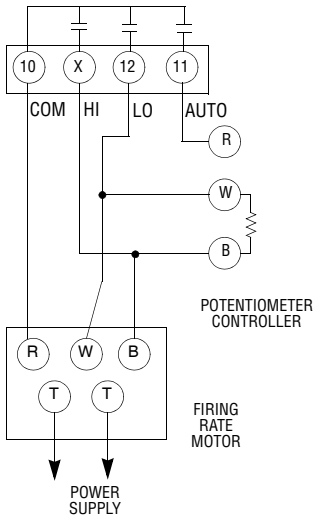 10 X 12 11
COM HI LO AUTO
R
W
B
POTENTIOMETER
CONTROLLER
R W B
T T
FIRING
RATE
MOTOR
POWER
SUPPLY